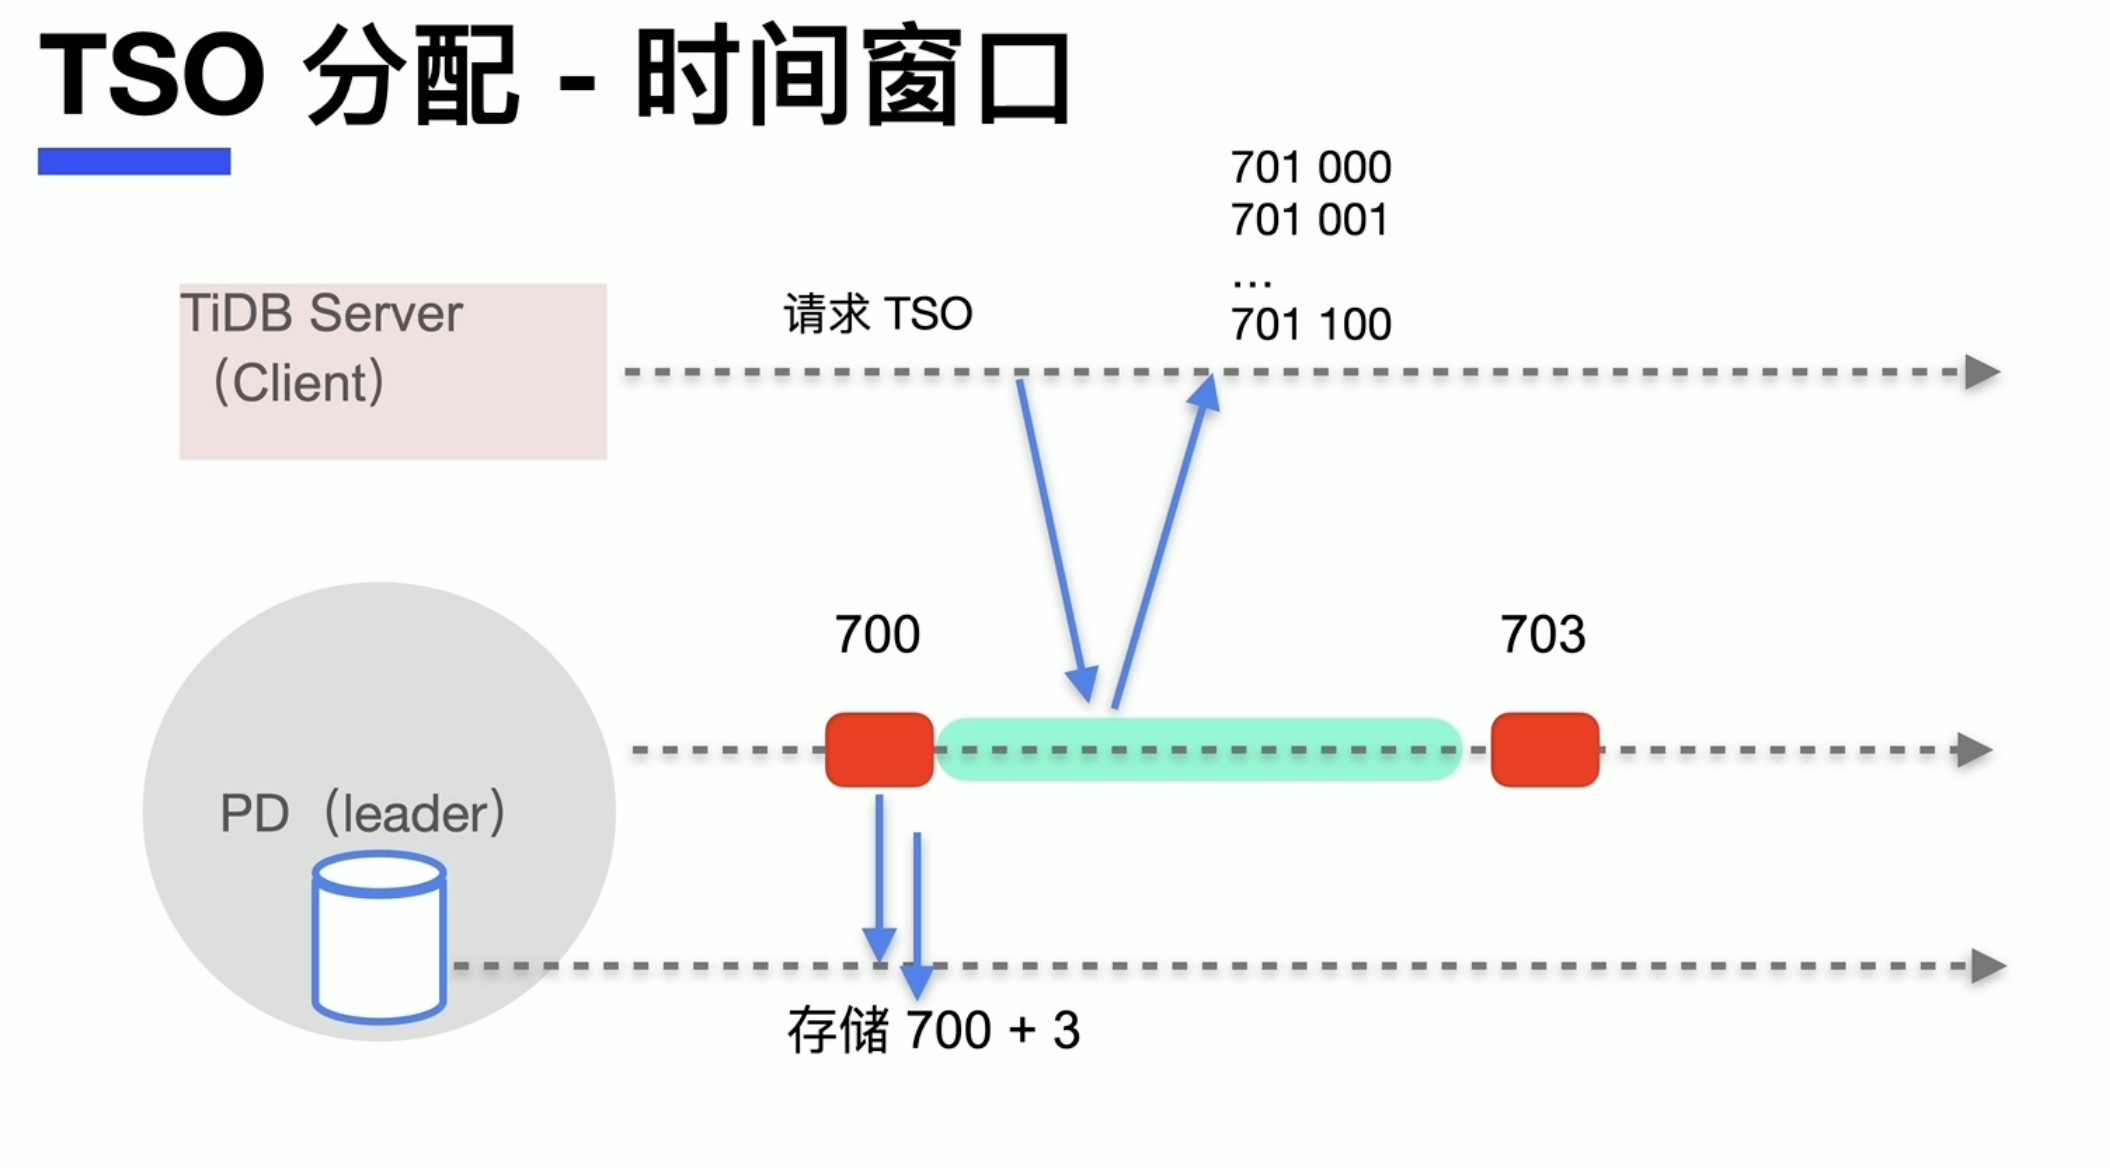 TSO 分配 - 时间窗口
701 000
701 001
...
701 100
TiDB Server
（Client）
请求 TSO
700
703
PD（leader）
存储 700 + 3